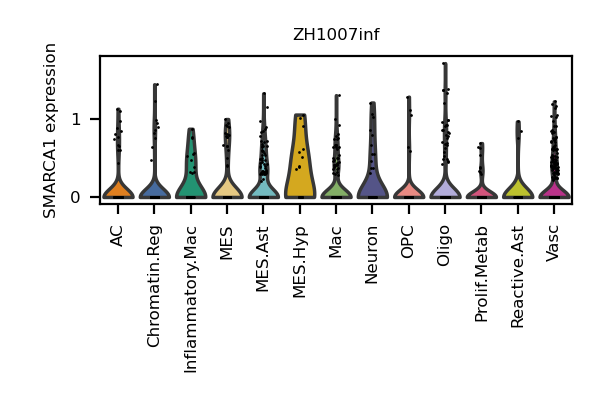 ZH1007inf
SMARCA1 expression
1
0
AC
Chromatin.Reg
Inflammatory.Mac
MES
MES.Ast
MES.Hyp
Mac
Neuron
OPC
Oligo
Prolif.Metab
Reactive.Ast
Vasc